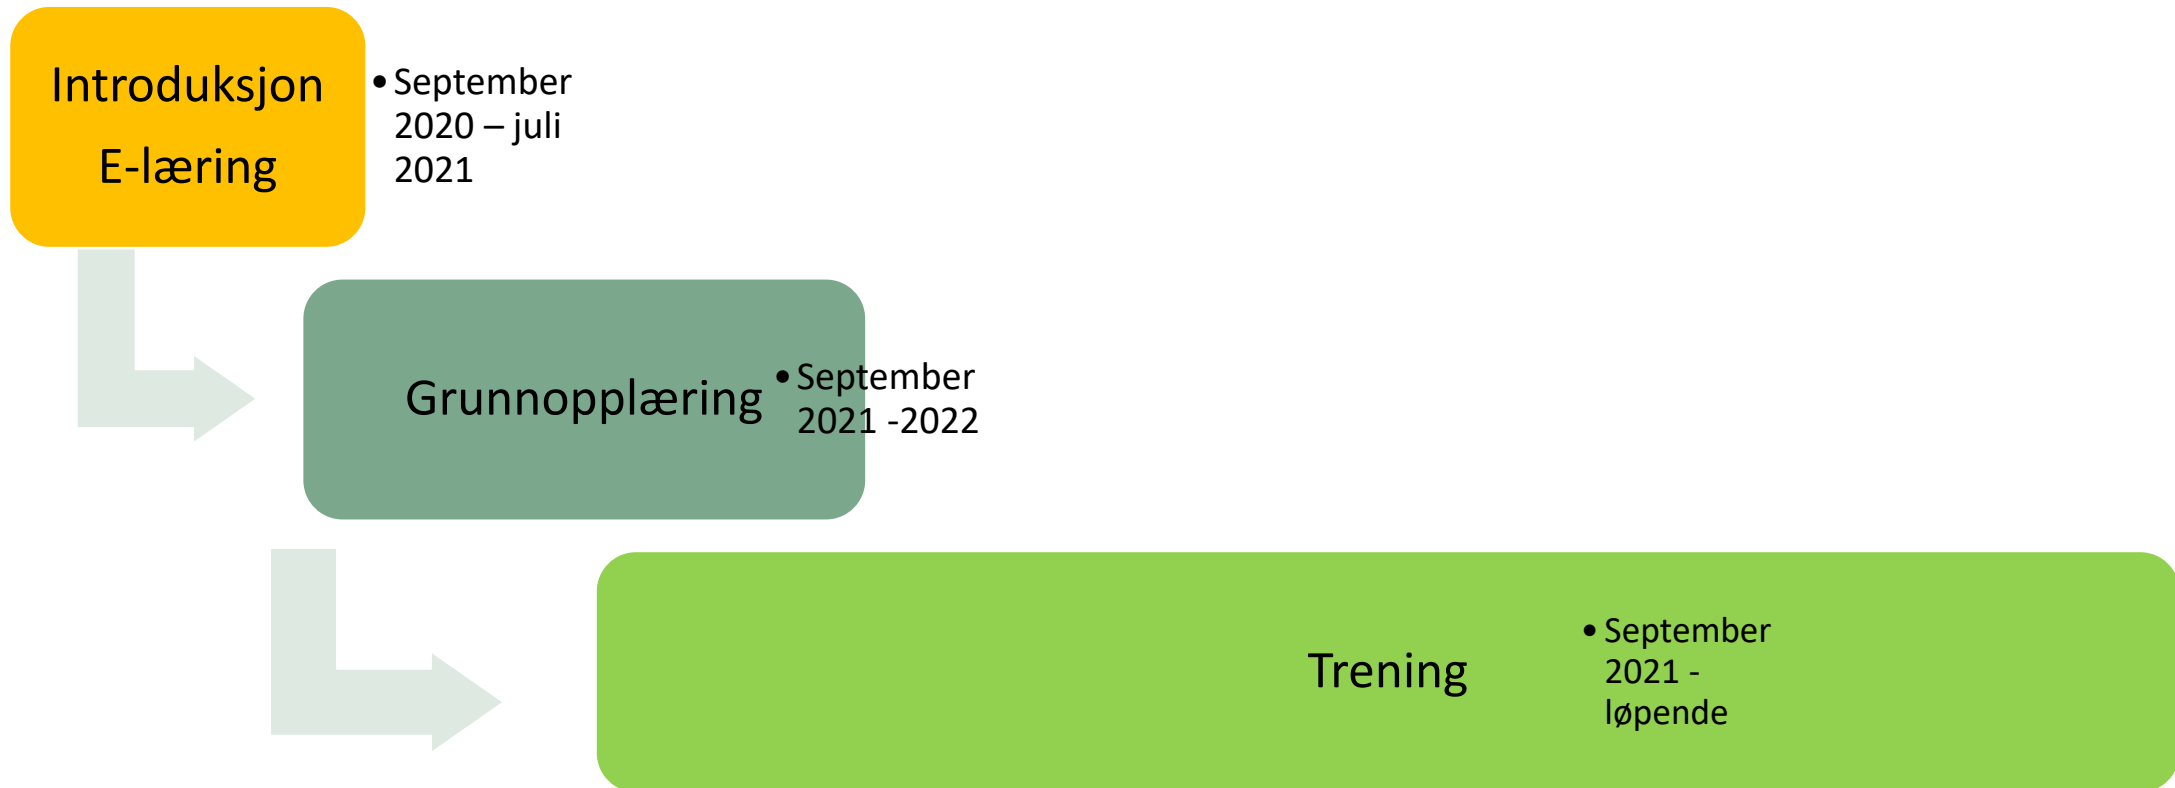 Introduksjon
E-læring
• September
2020 – juli
2021
Grunnopplæring
• September
2021 -2022
Trening
• September
2021 -
løpende